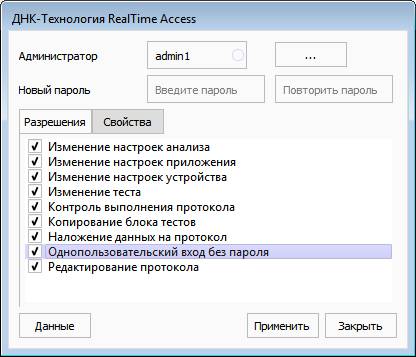 ДНК-Технология RealTime Access
Администратор admin1 ...
Новый пароль Введите пароль Повторить пароль
Разрешения Свойства
Изменение настроек анализа
Изменение настроек приложения
Изменение настроек устройства
Изменение теста
Контроль выполнения протокола
Копирование блока тестов
Наложение данных на протокол
Однопользовательский вход без пароля
Редактирование протокола
Данные Применить Закрыть